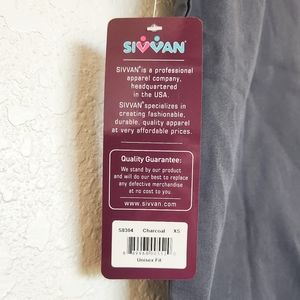 SIVVAN®
SIVVAN® is a professional
apparel company,
headquartered
in the USA.
SIVVAN® specializes in
creating fashionable,
durable, quality apparel
at very affordable prices.
Quality Guarantee:
We stand by our product
and will do our best to replace
any defective merchandise
at no cost to you
www.sivvan.com
S8304 Charcoal XS
Unisex Fit